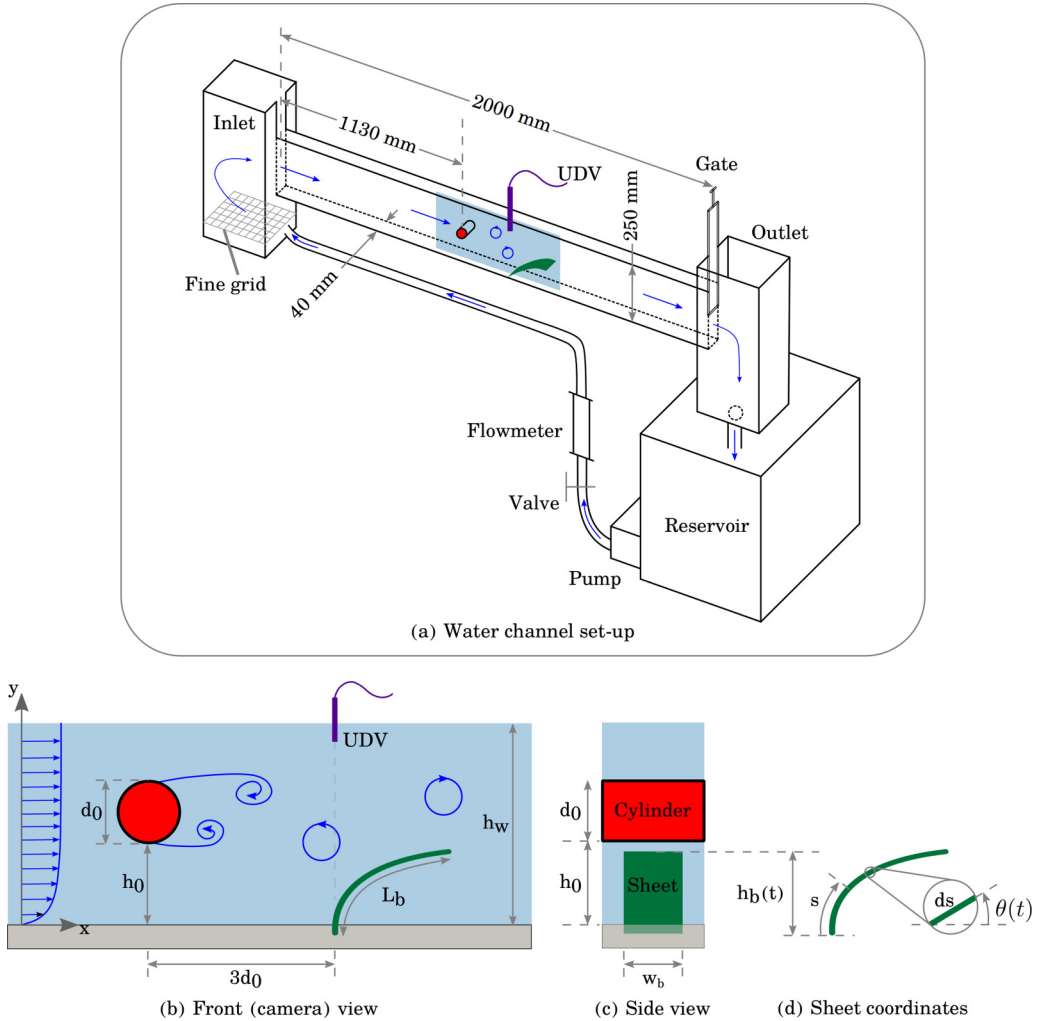 2000 mm
1130 mm
Inlet
Gate
UDV
250 mm
Outlet
Fine grid
40 mm
Flowmeter
Valve
Reservoir
Pump
(a) Water channel set-up
y
UDV
d0
h0
hw
Lb
x
3d0
(b) Front (camera) view
d0
Cylinder
h0
Sheet
wb
(c) Side view
hb(t)
s
ds
θ(t)
(d) Sheet coordinates